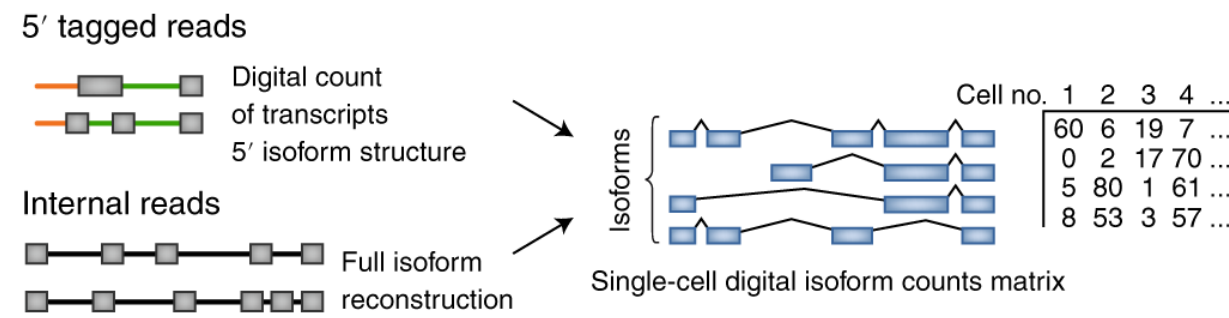 5′ tagged reads
Digital count
of transcripts
5′ isoform structure
Internal reads
Full isoform
reconstruction
Isoforms
Cell no. 1 2 3 4 ...
60 6 19 7 ...
0 2 17 70 ...
5 80 1 61 ...
8 53 3 57 ...
Single-cell digital isoform counts matrix